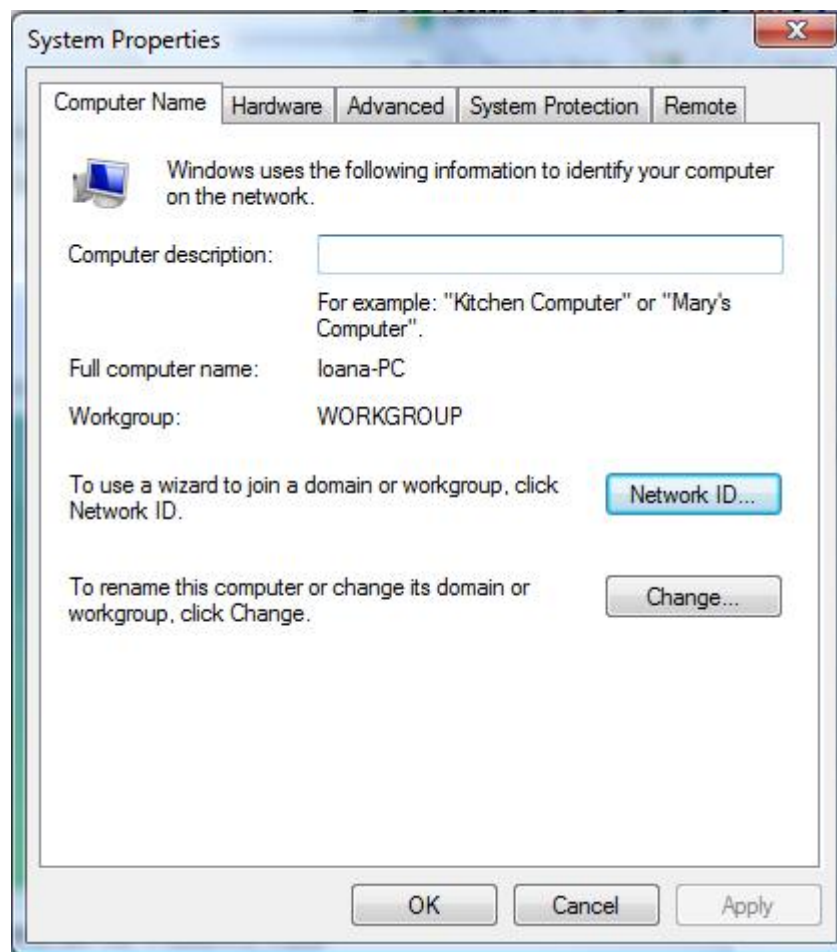 System Properties
Computer Name
Hardware
Advanced
System Protection
Remote
Windows uses the following information to identify your computer
on the network.
Computer description:
For example: "Kitchen Computer" or "Mary's
Computer".
Full computer name:
Ioana-PC
Workgroup:
WORKGROUP
To use a wizard to join a domain or workgroup, click
Network ID.
Network ID...
To rename this computer or change its domain or
workgroup, click Change.
Change...
OK
Cancel
Apply